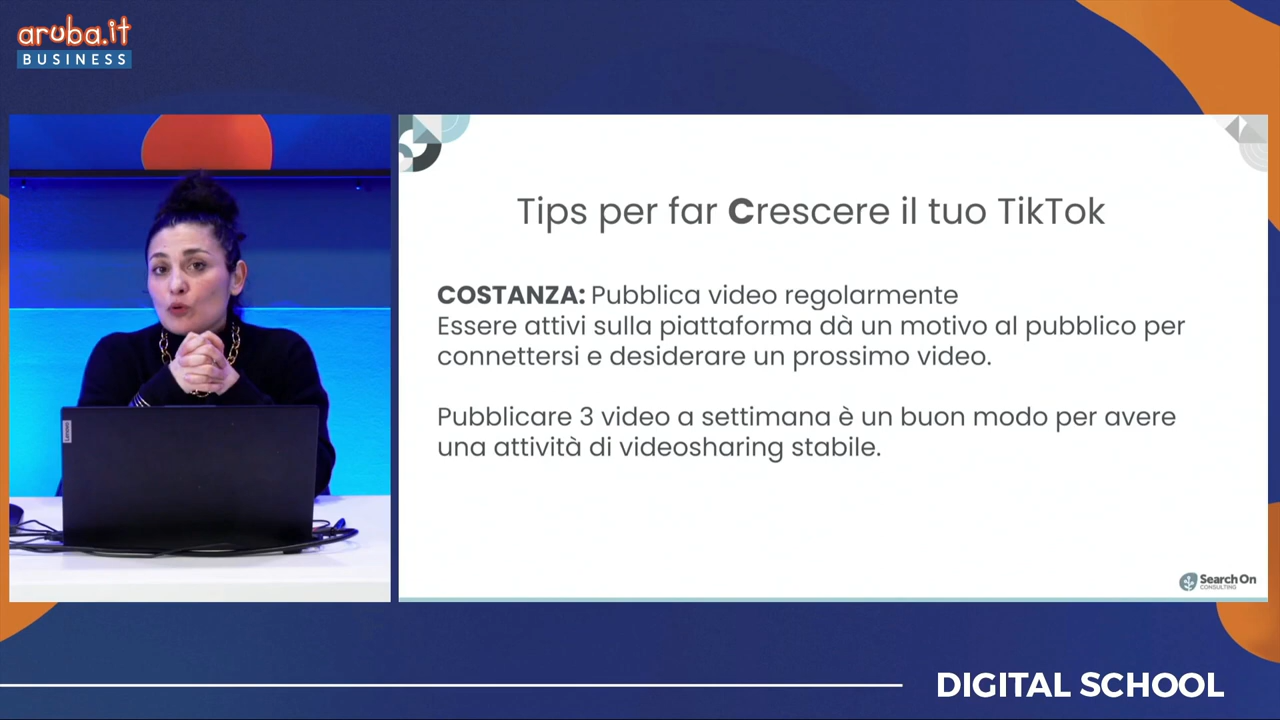 aruba.it
BUSINESS
Tips per far Crescere il tuo TikTok
COSTANZA: Pubblica video regolarmente
Essere attivi sulla piattaforma dà un motivo al pubblico per
connettersi e desiderare un prossimo video.
Pubblicare 3 video a settimana è un buon modo per avere
una attività di videosharing stabile.
Lenovo
Search On
CONSULTING
DIGITAL SCHOOL